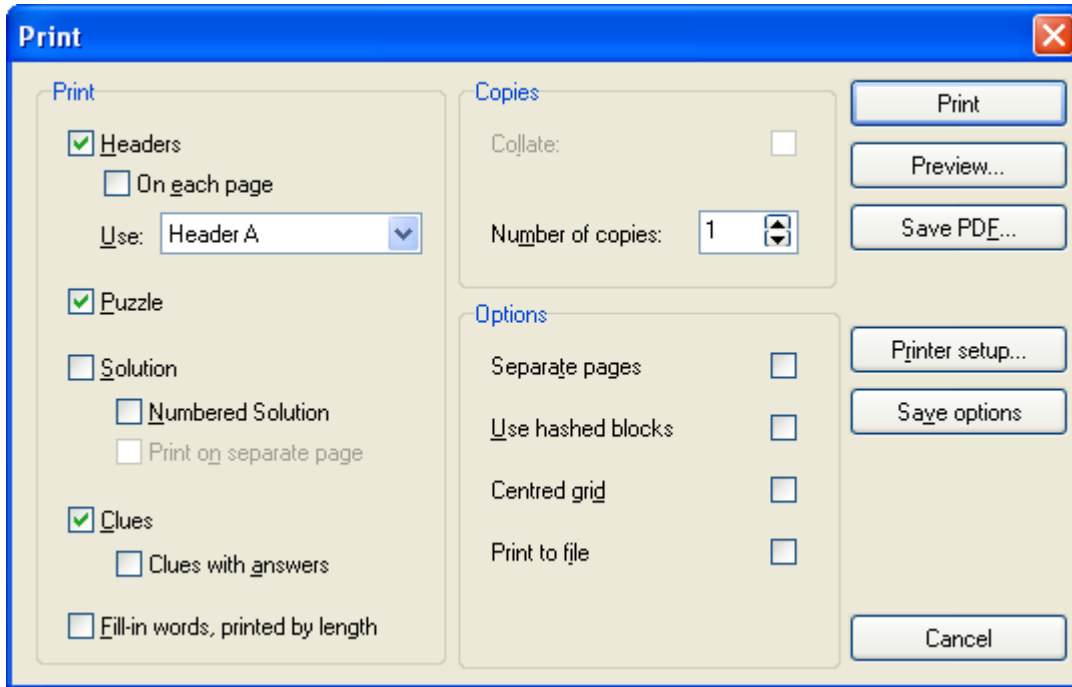 Print
Print
Headers
On each page
Use: Header A
Puzzle
Solution
Numbered Solution
Print on separate page
Clues
Clues with answers
Fill-in words, printed by length
Copies
Collate:
Number of copies: 1
Options
Separate pages
Use hashed blocks
Centred grid
Print to file
Print
Preview...
Save PDF...
Printer setup...
Save options
Cancel